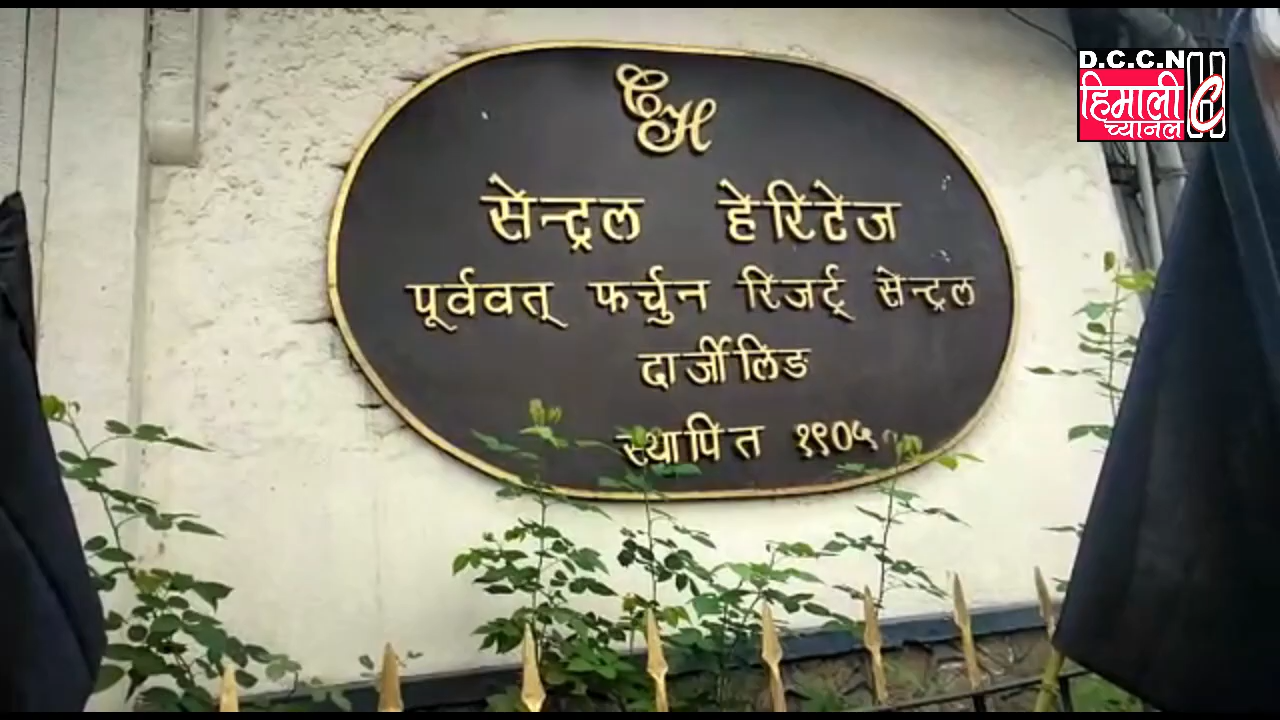 D.C.C.N
हिमाली
च्यानल
CH
सेन्ट्रल हेरिटेज
पूर्ववत् फर्चुन रिजर्ट् सेन्ट्रल
दार्जीलिङ
स्थापित १९०५